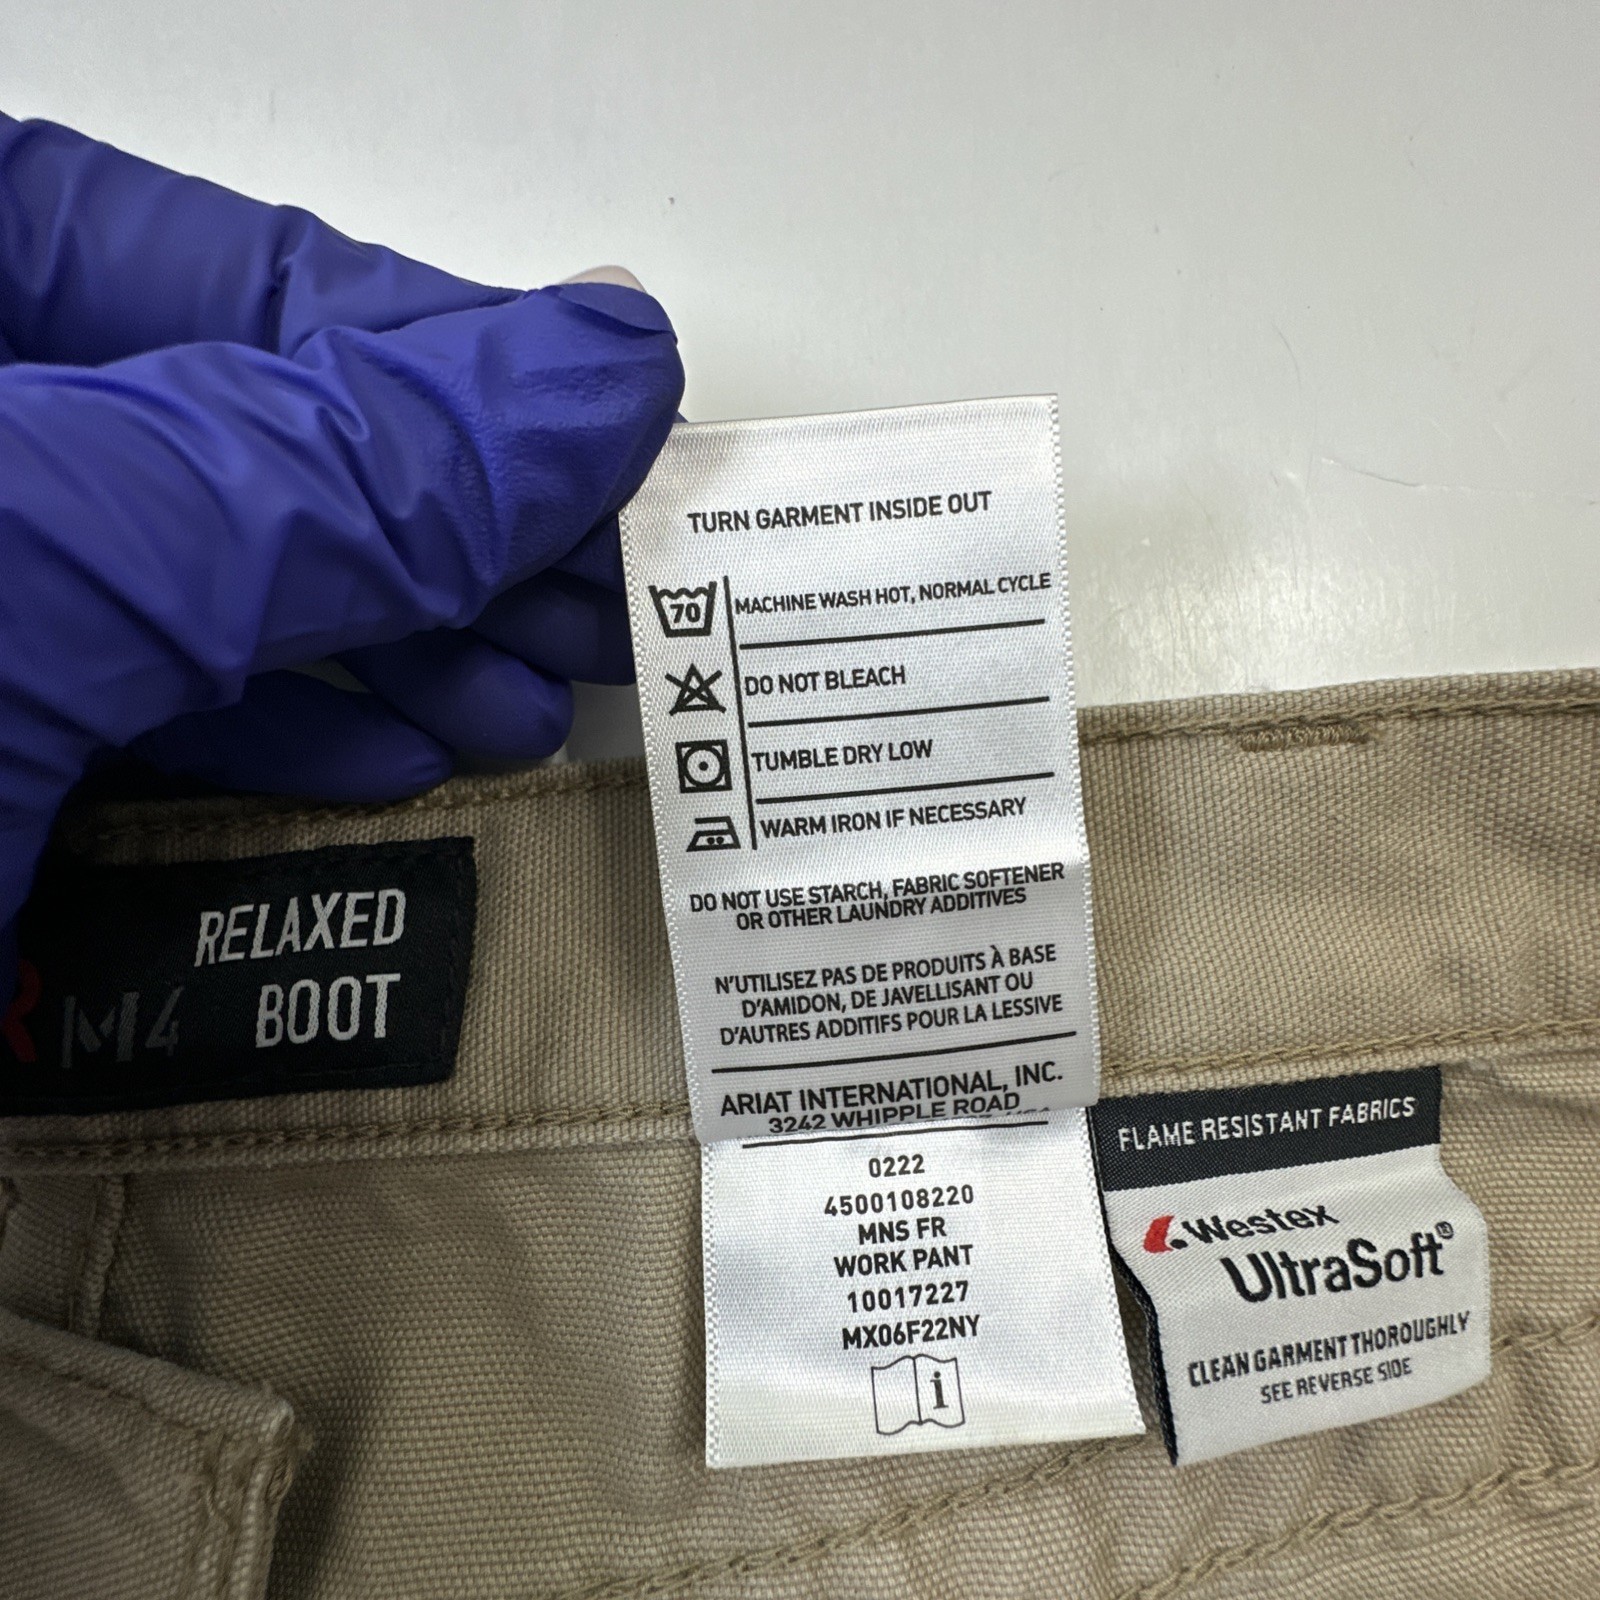 TURN GARMENT INSIDE OUT
70
MACHINE WASH HOT, NORMAL CYCLE
DO NOT BLEACH
TUMBLE DRY LOW
WARM IRON IF NECESSARY
DO NOT USE STARCH, FABRIC SOFTENER
OR OTHER LAUNDRY ADDITIVES
N'UTILISEZ PAS DE PRODUITS À BASE
D'AMIDON, DE JAVELLISANT OU
D'AUTRES ADDITIFS POUR LA LESSIVE
ARIAT INTERNATIONAL, INC.
3242 WHIPPLE ROAD
0222
4500108220
MNS FR
WORK PANT
10017227
MX06F22NY
i
RELAXED
M4 BOOT
FLAME RESISTANT FABRICS
Westex
UltraSoft®
CLEAN GARMENT THOROUGHLY
SEE REVERSE SIDE